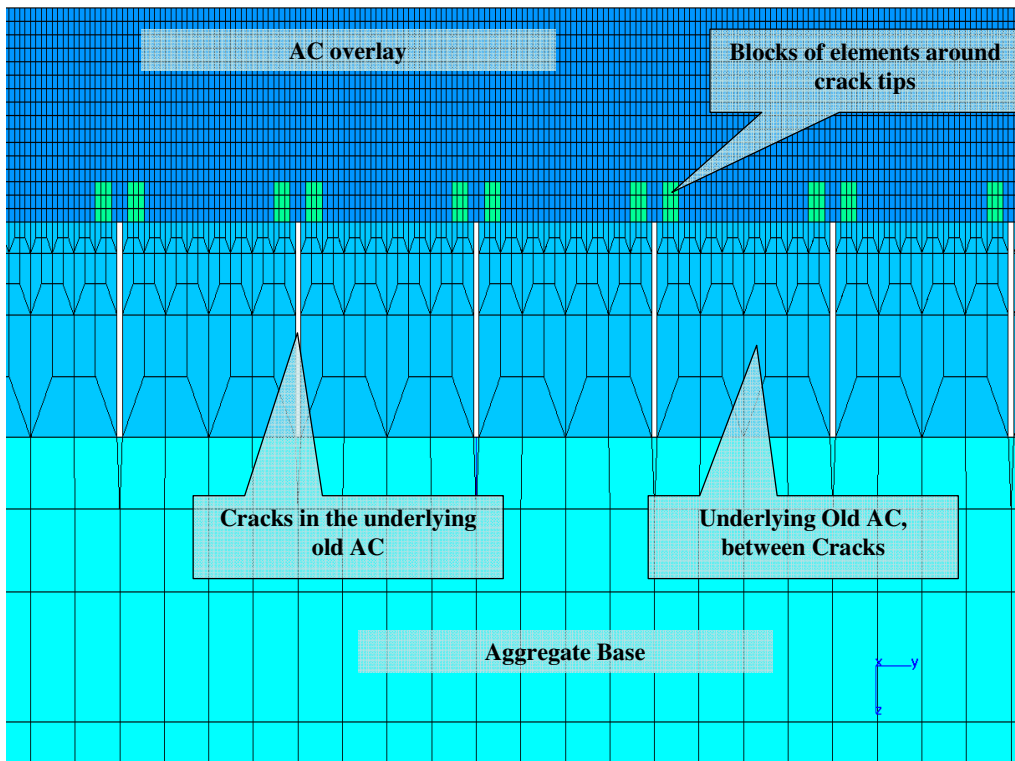 AC overlay
Blocks of elements around
crack tips
Cracks in the underlying
old AC
Underlying Old AC,
between Cracks
Aggregate Base
x
y
z